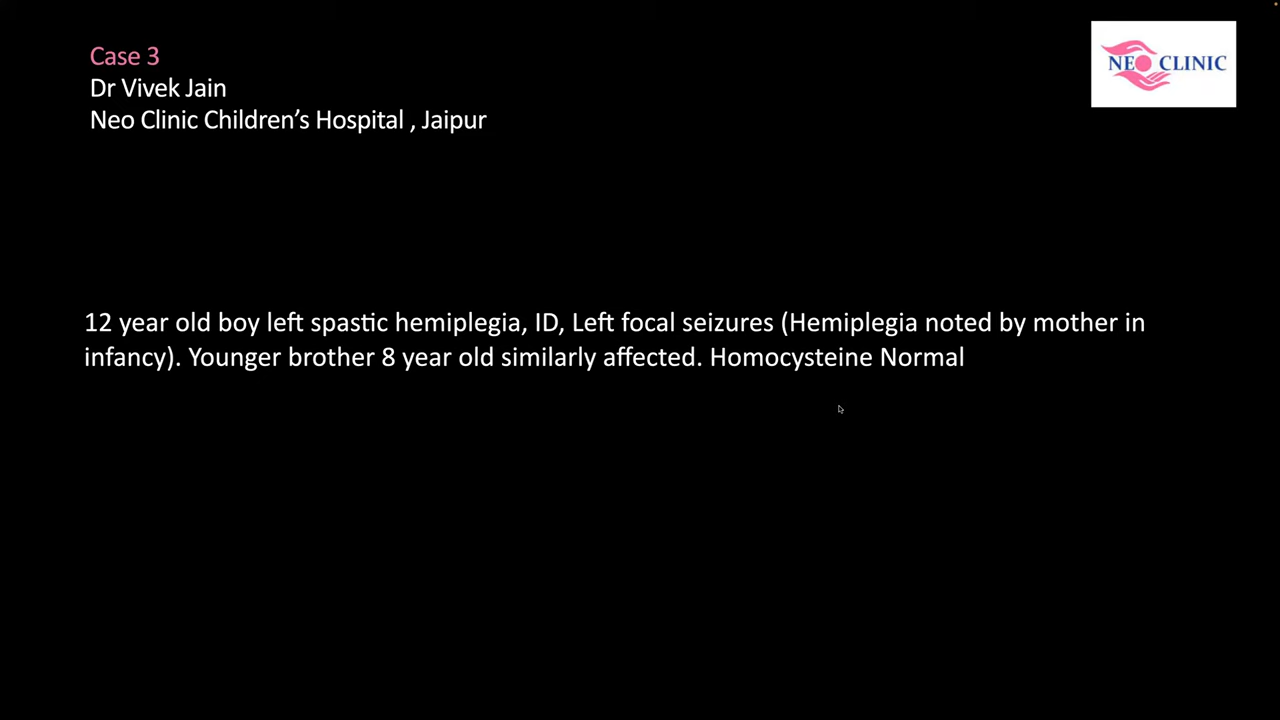 Case 3
Dr Vivek Jain
Neo Clinic Children’s Hospital , Jaipur
NEO CLINIC
12 year old boy left spastic hemiplegia, ID, Left focal seizures (Hemiplegia noted by mother in
infancy). Younger brother 8 year old similarly affected. Homocysteine Normal